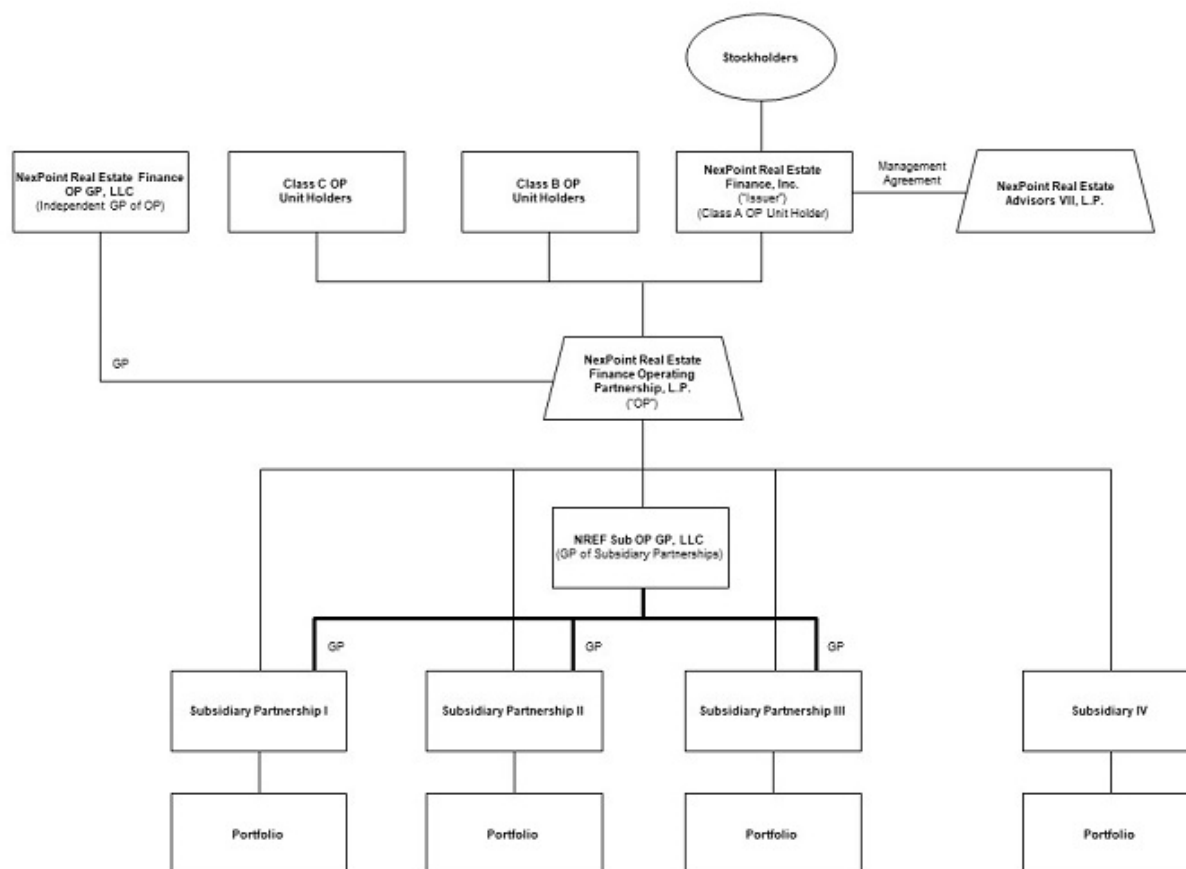 Stockholders
NexPoint Real Estate Finance
OP GP, LLC
(Independent GP of OP)
Class C OP
Unit Holders
Class B OP
Unit Holders
NexPoint Real Estate
Finance, Inc.
("Issuer")
(Class A OP Unit Holder)
Management
Agreement
NexPoint Real Estate
Advisors VII, L.P.
GP
NexPoint Real Estate
Finance Operating
Partnership, L.P.
("OP")
NREF Sub OP GP, LLC
(GP of Subsidiary Partnerships)
GP
GP
GP
Subsidiary Partnership I
Subsidiary Partnership II
Subsidiary Partnership III
Subsidiary IV
Portfolio
Portfolio
Portfolio
Portfolio